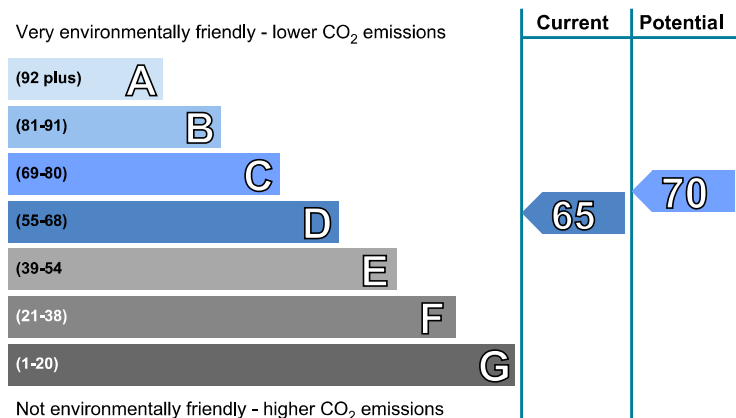 Current Potential
Very environmentally friendly - lower CO₂ emissions
(92 plus) A
(81-91) B
(69-80) C
70
(55-68) D
65
(39-54 E
(21-38) F
(1-20) G
Not environmentally friendly - higher CO₂ emissions